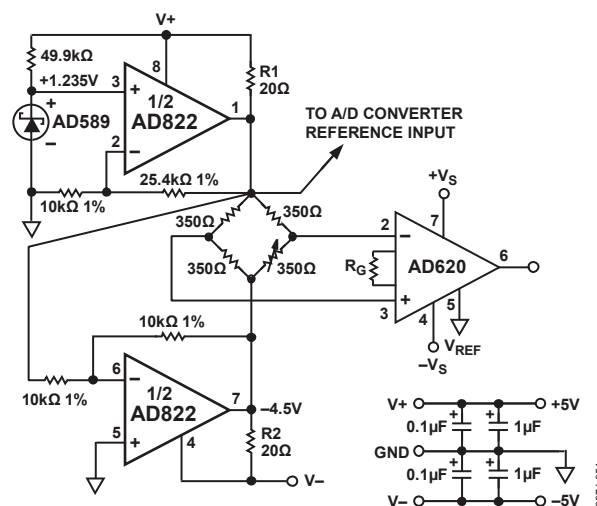 V+
49.9kΩ
+1.235V
8
R1
20Ω
3
+
1/2
AD822
1
+
AD589
−
2
−
TO A/D CONVERTER
REFERENCE INPUT
10kΩ 1%
25.4kΩ 1%
+VS
350Ω
350Ω
2
−
7
RG
AD620
6
350Ω
350Ω
+
3
4
5
VREF
−VS
10kΩ 1%
10kΩ 1%
6
−
1/2
AD822
7
−4.5V
5
+
4
R2
20Ω
V−
V+
+5V
+
+
0.1µF
1µF
GND
+
+
0.1µF
1µF
V−
−5V